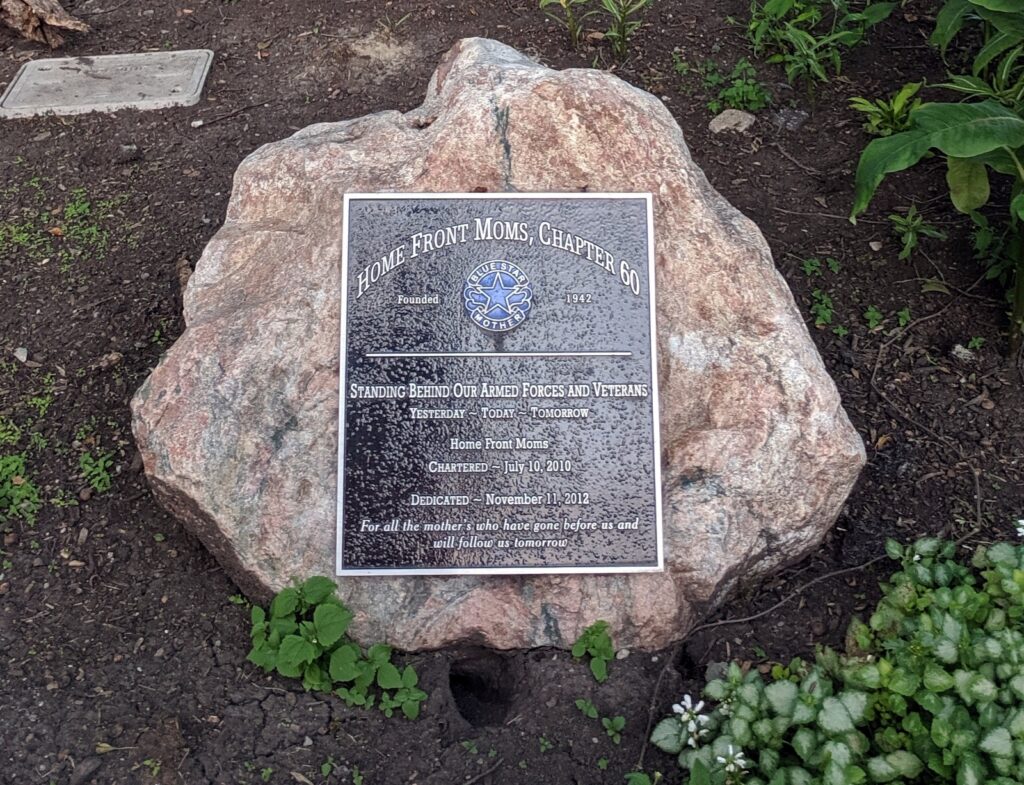 Home Front Moms, Chapter 60
BLUE STAR
MOTHER
Founded 1942
Standing Behind Our Armed Forces and Veterans
Yesterday ~ Today ~ Tomorrow
Home Front Moms
Chartered ~ July 10, 2010
Dedicated ~ November 11, 2012
For all the mother's who have gone before us and
will follow us tomorrow